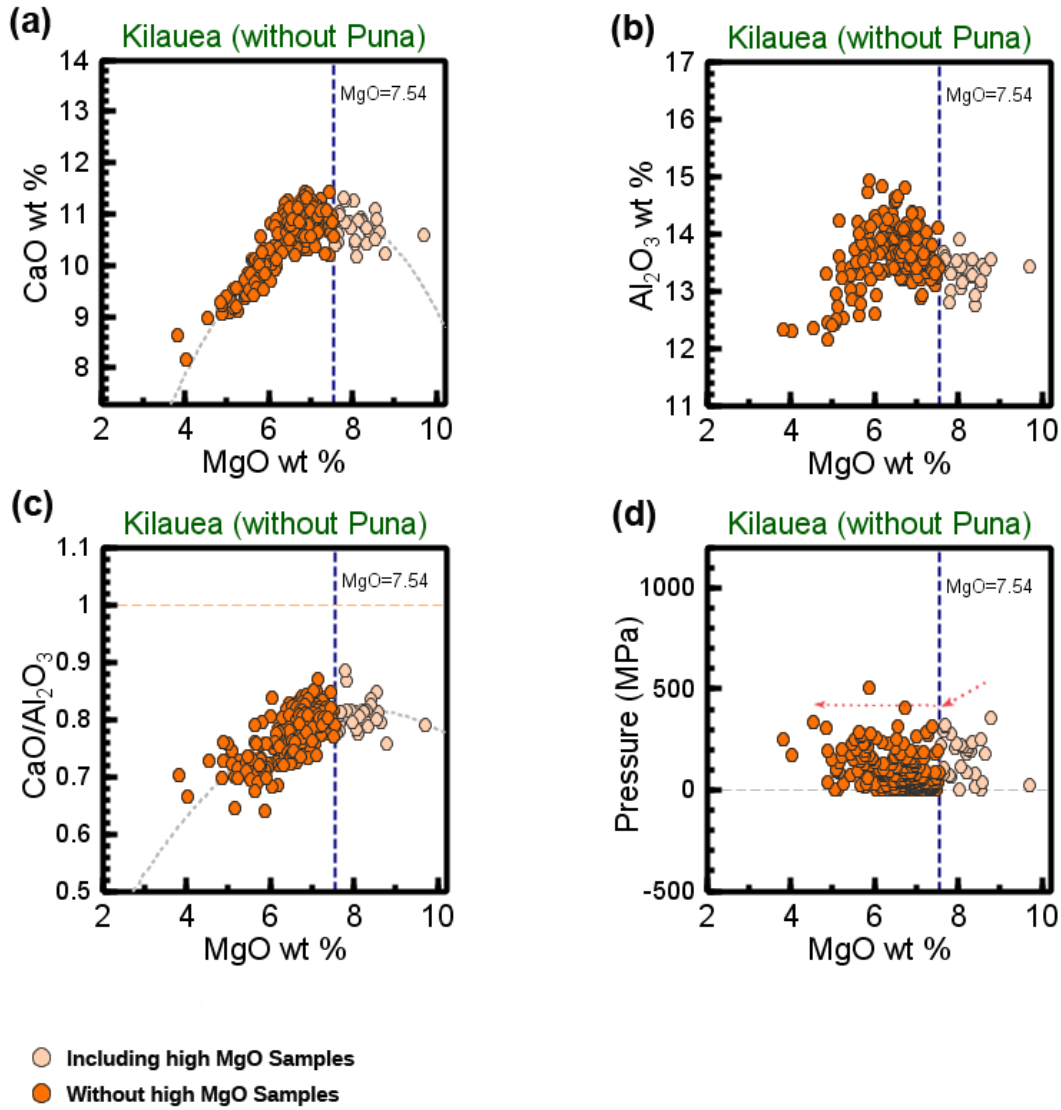 (a)
Kilauea (without Puna)
14
13
12
11
10
9
8
CaO wt %
MgO=7.54
2
4
6
8
10
MgO wt %
(b)
Kilauea (without Puna)
17
16
15
14
13
12
11
Al₂O₃ wt %
MgO=7.54
2
4
6
8
10
MgO wt %
(c)
Kilauea (without Puna)
1.1
1
0.9
0.8
0.7
0.6
0.5
CaO/Al₂O₃
MgO=7.54
2
4
6
8
10
MgO wt %
(d)
Kilauea (without Puna)
1000
500
0
-500
Pressure (MPa)
MgO=7.54
2
4
6
8
10
MgO wt %
Including high MgO Samples
Without high MgO Samples